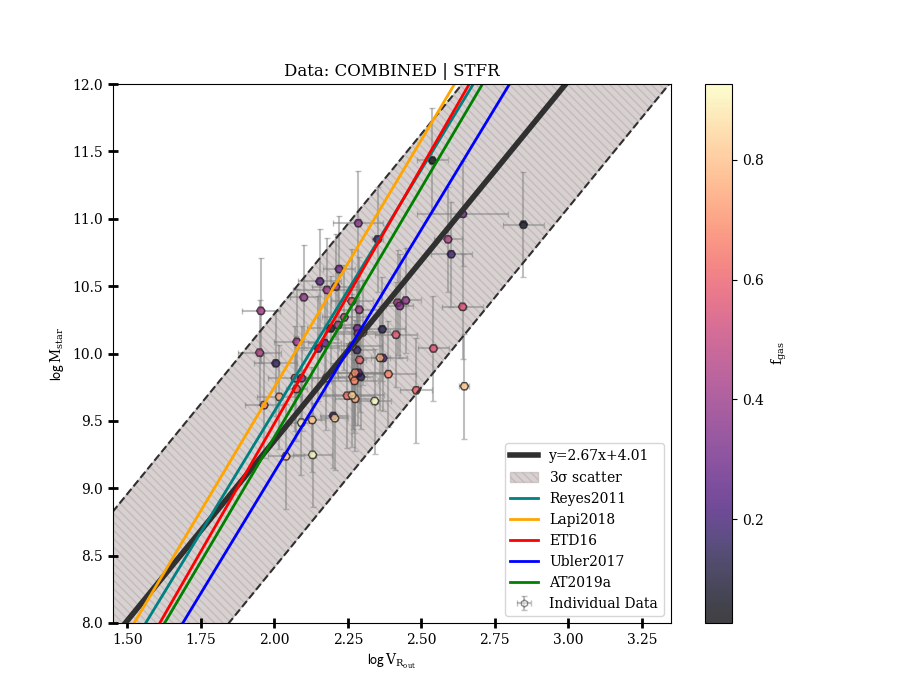 Data: COMBINED | STFR
12.0
11.5
11.0
10.5
10.0
9.5
9.0
8.5
8.0
log M_star
1.50 1.75 2.00 2.25 2.50 2.75 3.00 3.25
log V_R_out
y=2.67x+4.01
3σ scatter
Reyes2011
Lapi2018
ETD16
Ubler2017
AT2019a
Individual Data
0.8
0.6
0.4
0.2
f_gas